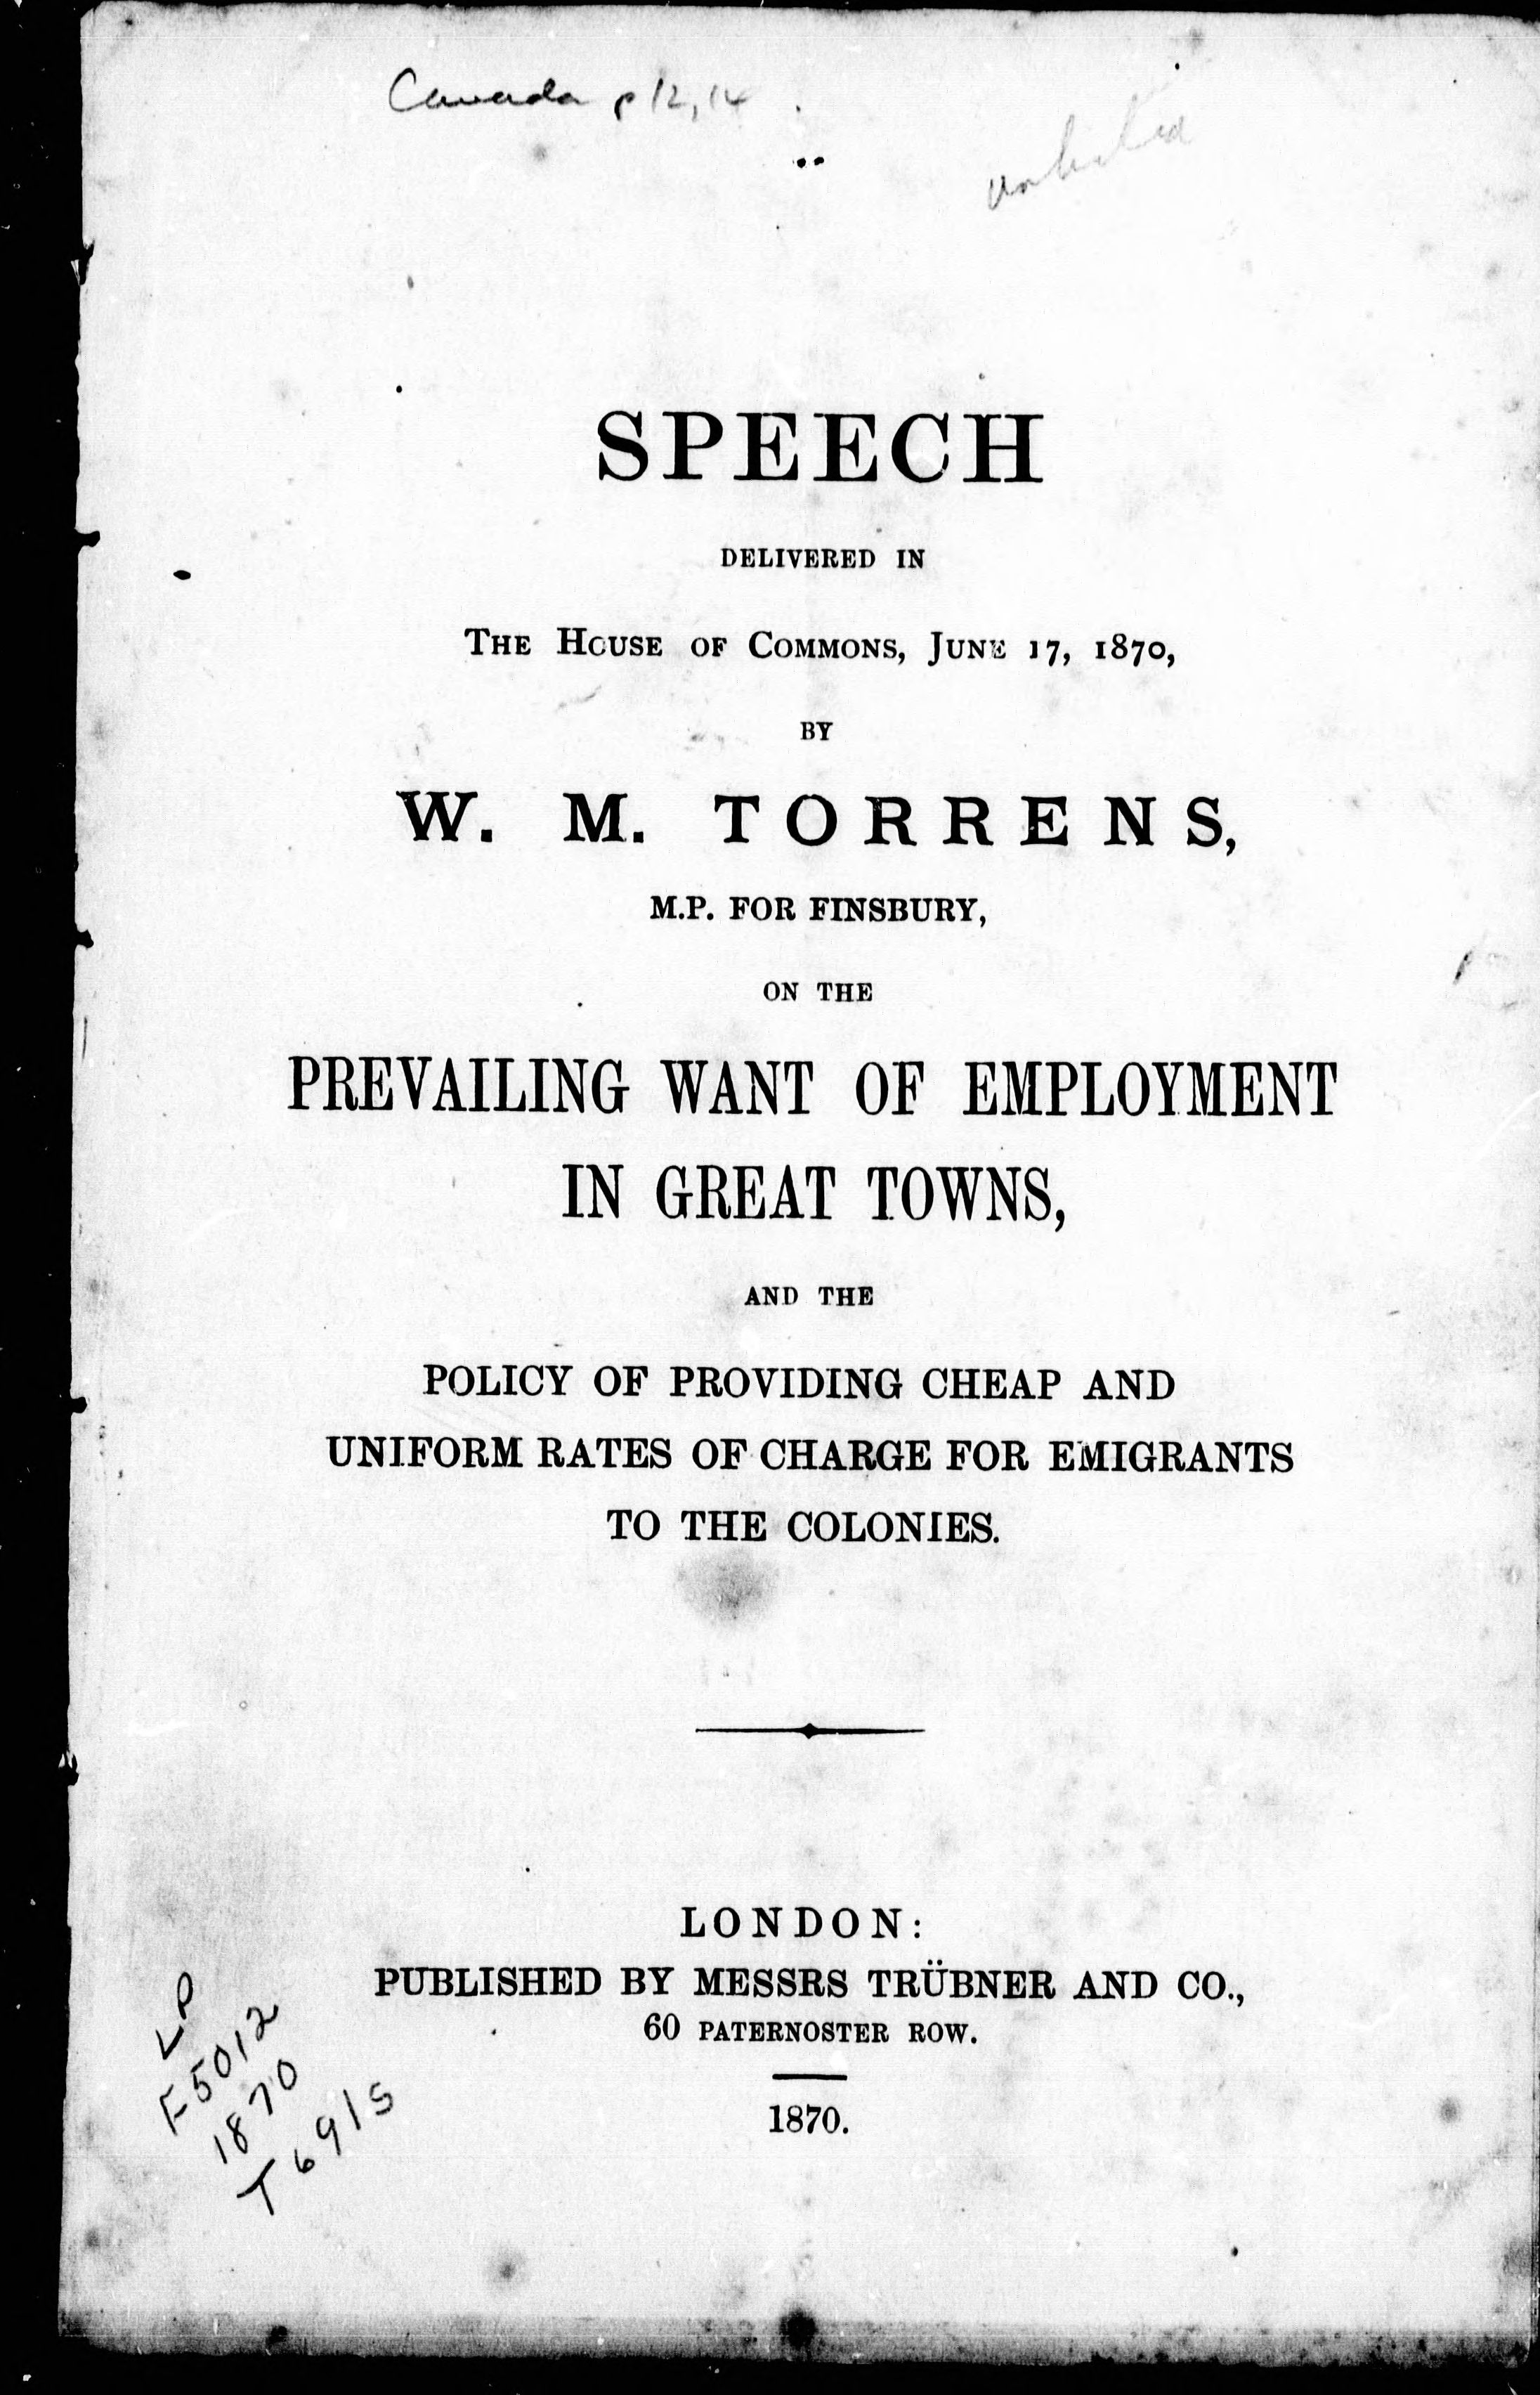 Canada p 12, 14
SPEECH
DELIVERED IN
THE HOUSE OF COMMONS, JUNE 17, 1870,
BY
W. M. TORRENS,
M.P. FOR FINSBURY,
ON THE
PREVAILING WANT OF EMPLOYMENT
IN GREAT TOWNS,
AND THE
POLICY OF PROVIDING CHEAP AND
UNIFORM RATES OF CHARGE FOR EMIGRANTS
TO THE COLONIES.
LONDON:
PUBLISHED BY MESSRS TRÜBNER AND CO.,
60 PATERNOSTER ROW.
1870.
LP
F5012
1870
T691s